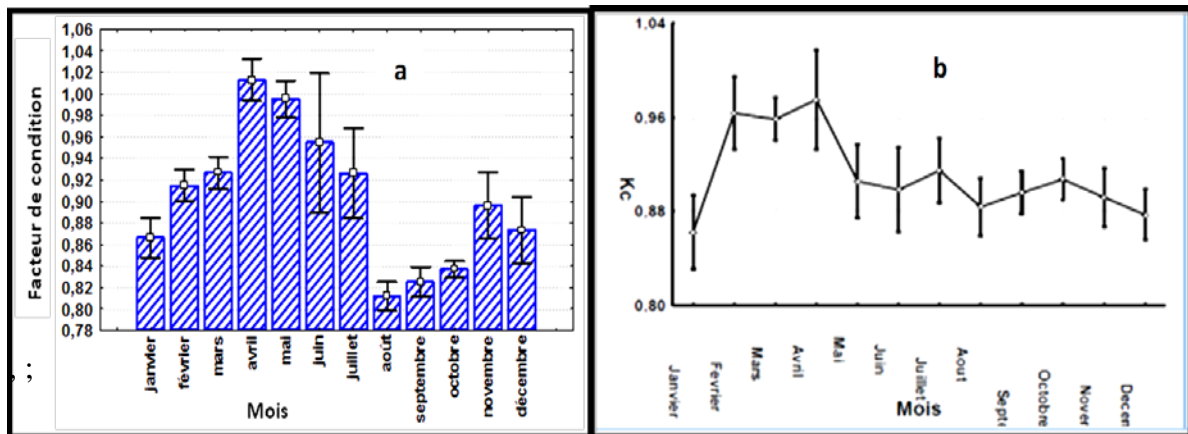 a
Facteur de condition
1,06
1,04
1,02
1,00
0,98
0,96
0,94
0,92
0,90
0,88
0,86
0,84
0,82
0,80
0,78
janvier
février
mars
avril
mai
juin
juillet
août
septembre
octobre
novembre
décembre
Mois
, ;
b
Kc
1.04
0.96
0.88
0.80
Janvier
Fevrier
Mars
Avril
Mai
Juin
Juillet
Aout
Septe
Octobre
Nover
Decen
Mois